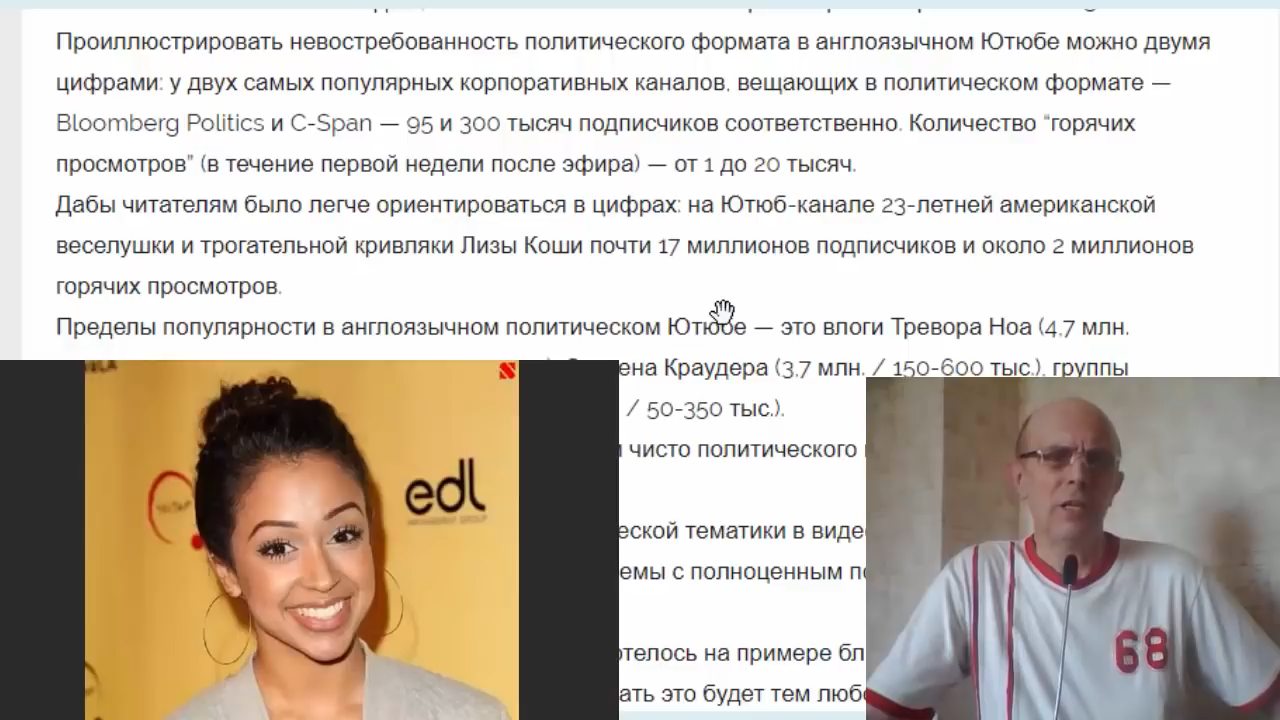 Проиллюстрировать невостребованность политического формата в англоязычном Ютюбе можно двумя
цифрами: у двух самых популярных корпоративных каналов, вещающих в политическом формате —
Bloomberg Politics и C-Span — 95 и 300 тысяч подписчиков соответственно. Количество “горячих
просмотров” (в течение первой недели после эфира) — от 1 до 20 тысяч.
Дабы читателям было легче ориентироваться в цифрах: на Ютюб-канале 23-летней американской
веселушки и трогательной кривляки Лизы Коши почти 17 миллионов подписчиков и около 2 миллионов
горячих просмотров.
Пределы популярности в англоязычном политическом Ютюбе — это влоги Тревора Ноа (4,7 млн.
ена Краудера (3,7 млн. / 150-600 тыс.), группы
/ 50-350 тыс.).
чисто политического
еской тематики в виде
емы с полноценным
отелось на примере
ать это будет тем
edl
68